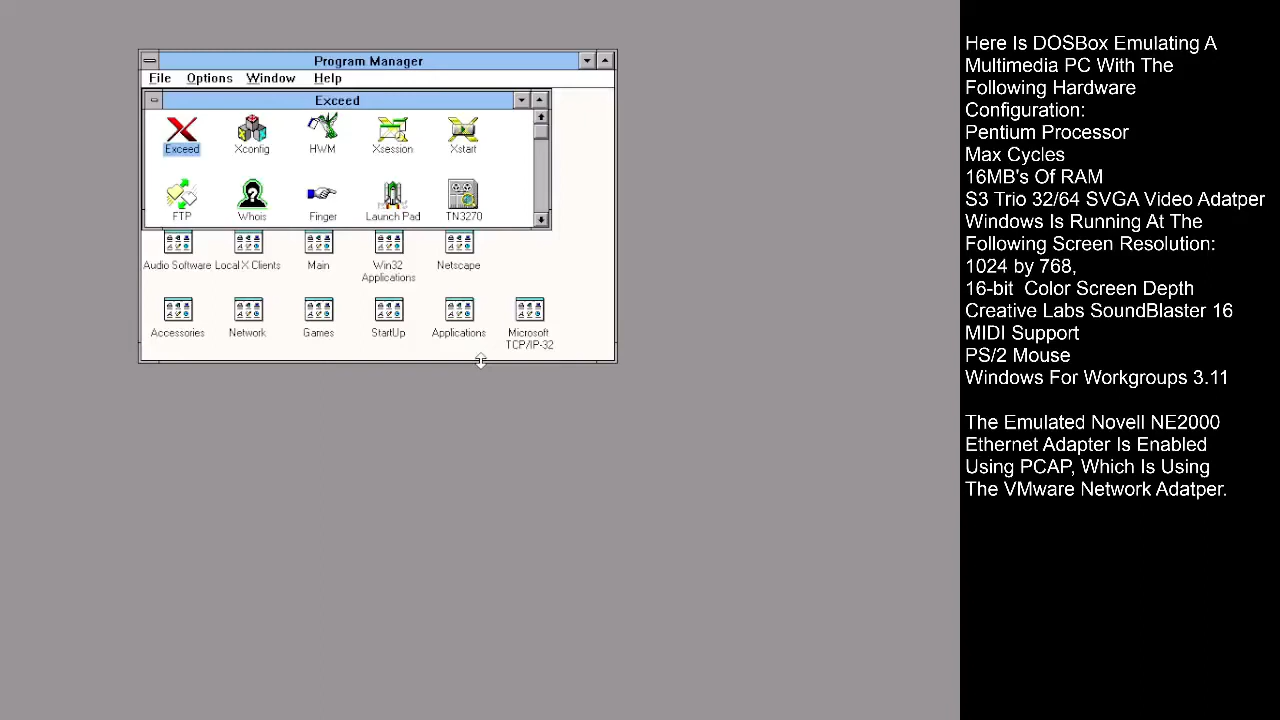 Program Manager
File Options Window Help
Exceed
Exceed Xconfig HWM Xsession Xstart
FTP Whois Finger Launch Pad TN3270
Audio Software Local X Clients Main Win32 Applications Netscape
Accessories Network Games StartUp Applications Microsoft TCP/IP-32
Here Is DOSBox Emulating A
Multimedia PC With The
Following Hardware
Configuration:
Pentium Processor
Max Cycles
16MB's Of RAM
S3 Trio 32/64 SVGA Video Adatper
Windows Is Running At The
Following Screen Resolution:
1024 by 768,
16-bit Color Screen Depth
Creative Labs SoundBlaster 16
MIDI Support
PS/2 Mouse
Windows For Workgroups 3.11
The Emulated Novell NE2000
Ethernet Adapter Is Enabled
Using PCAP, Which Is Using
The VMware Network Adatper.